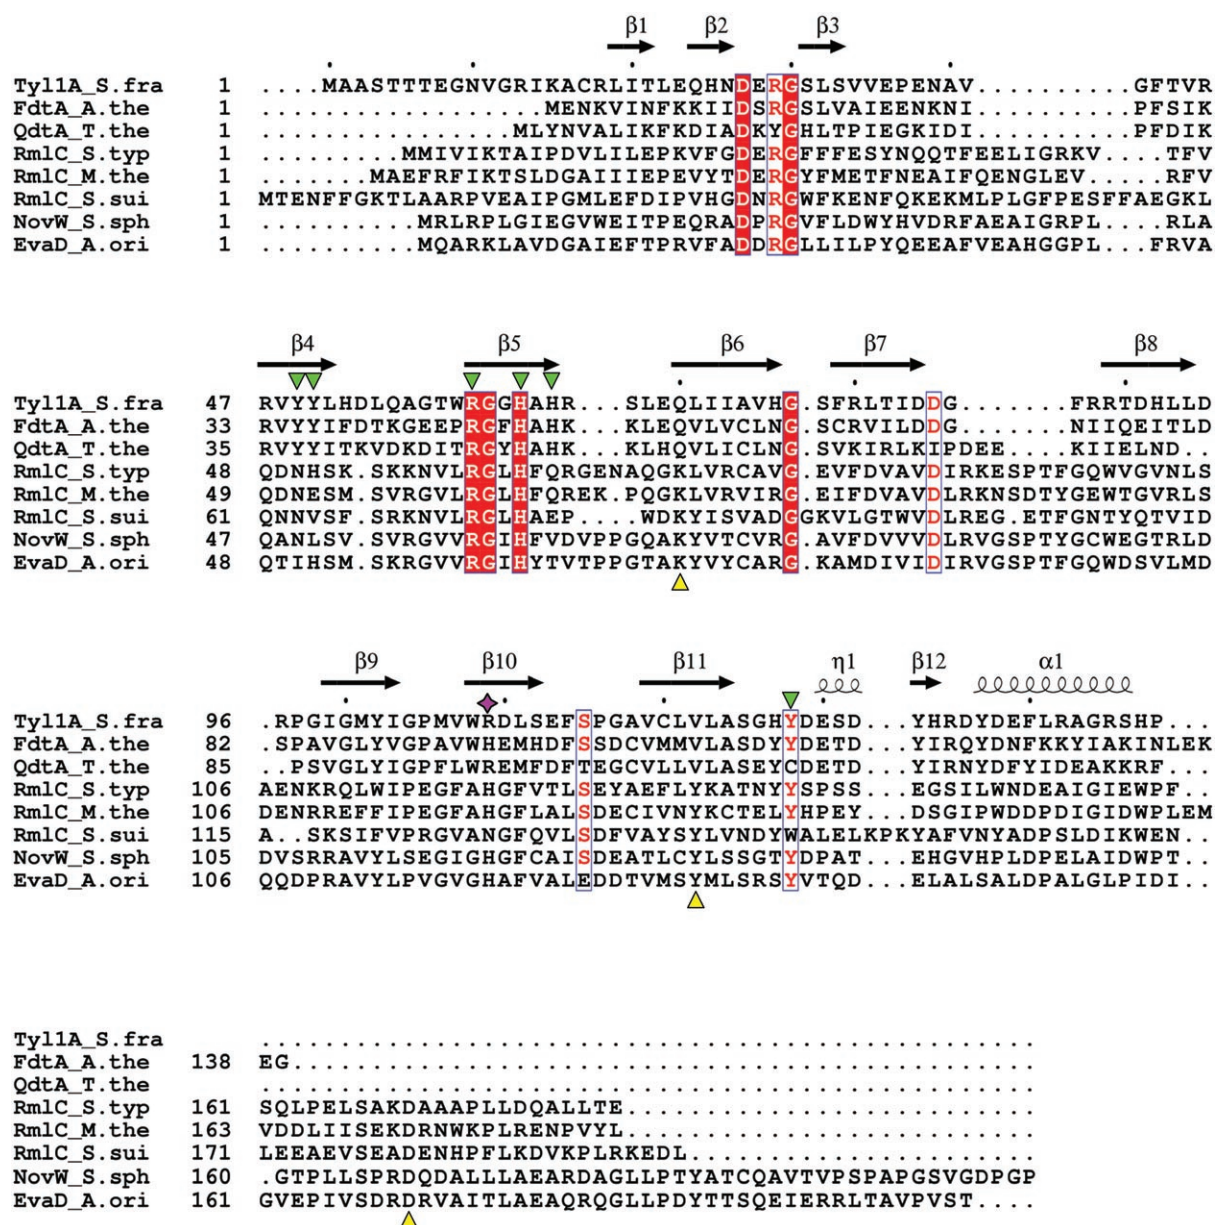 β1 β2 β3
Tyl1A_S.fra 1 ....MAASTTTEGNVGRIKACRLITLEQHNDERGSLSVVEPENAV..........GFTVR
FdtA_A.the 1 ..................MENKVINFKKIIDSRGSLVAIEENKNI..........PFSIK
QdtA_T.the 1 ................MLYNVALIKFKDIADKYGHLTPIEGKIDI..........PFDIK
RmlC_S.typ 1 .........MMIVIKTAIPDVLILEPKVFGDERGFFFESYNQQTFEELIGRKV....TFV
RmlC_M.the 1 .......MAEFRFIKTSLDGAIIIEPEVYTDERGYFMETFNEAIFQENGLEV.....RFV
RmlC_S.sui 1 MTENFFGKTLAARPVEAIPGMLEFDIPVHGDNRGWFKENFQKEKMLPLGFPESFFAEGKL
NovW_S.sph 1 ..........MRLRPLGIEGVWEITPEQRADPRGVFLDWYHVDRFAEAIGRPL...RLA
EvaD_A.ori 1 ..........MQARKLAVDGAIEFTPRVFADDRGLLILPYQEEAFVEAHGGPL...FRVA
β4 β5 β6 β7 β8
Tyl1A_S.fra 47 RVYYLHDLQAGTWRGGHAHR...SLEQLIIAVHG.SFRLTIDDG.......FRRTDHLLD
FdtA_A.the 33 RVYYIFDTKGEEPRGFHAHK...KLEQVLVCLNG.SCRVILDDG.......NIIQEITLD
QdtA_T.the 35 RVYYITKVDKDITRGYHAHK...KLHQVLICLNG.SVKIRLKIPDEE....KIIELND..
RmlC_S.typ 48 QDNHSK.SKKNVLRGLHFQRGENAQGKLVRCAVG.EVFDVAVDIRKESPTFGQWVGVNLS
RmlC_M.the 49 QDNESM.SVRGVLRGLHFQREK.PQGKLVRVIRG.EIFDVAVDLRKNSDTYGEWTGVRLS
RmlC_S.sui 61 QNNVSF.SRKNVLRGLHAEP....WDKYISVADGGKVLGTWVDLREG.ETFGNTYQTVID
NovW_S.sph 47 QANLSV.SRRGVVRGIHFVDVPPGQAKYVTCVRG.AVFDVVVDLRVGSPTYGCWEGTRLD
EvaD_A.ori 48 QTIHSM.SKRGVVRGIHYTVTPPGTAKYVYCARG.KAMDIVIDIRVGSPTFGQWDSVLMD
β9 β10 β11 η1 β12 α1
Tyl1A_S.fra 96 .RPGIGMYIGPMVWRDLSEFSPGAVCLVLASGHYDESD...YHRDYDEFLRAGRSHP...
FdtA_A.the 82 .SPAVGLYVGPAVWHEMHDFSSDCVMMVLASDYYDETD...YIRQYDNFKKYIAKINLEK
QdtA_T.the 85 ..PSVGLYIGPFLWREMFDFTEGCVLLVLASEYCDETD...YIRNYDFYIDEAKKRF...
RmlC_S.typ 106 AENKRQLWIPEGFAHGFVTLSEYAEFLYKATNYYSPSS...EGSILWNDEAIGIEWPF..
RmlC_M.the 109 DENRREFFIPEGFAHGFLALSDECIVNYKCTELYHPEY...DSGIPWDDPDIGIDWPLEM
RmlC_S.sui 115 A..SKSIFVPRGVANGFQVLSDFVAYSYLVNDYWALELKPKYAFVNYADPSLDIKWEN..
NovW_S.sph 105 DVSRRAVYLSEGIGHGFCAISDEATLCYLSSGTYDPAT...EHGVHPLDPELAIDWPT..
EvaD_A.ori 106 QQDPRAVYLPVGVGHAFVALEDDTVMSYMLSRSYVTQD...ELALSALDPALGLPIDI..
Tyl1A_S.fra .................................................
FdtA_A.the 138 EG...............................................
QdtA_T.the .................................................
RmlC_S.typ 161 SQLPELSAKDAAAPLLDQALLTE..........................
RmlC_M.the 163 VDDLIISEKDRNWKPLRENPVYL..........................
RmlC_S.sui 171 LEEAEVSEADENHPFLKDVKPLRKEDL......................
NovW_S.sph 160 .GTPLLSPRDQDALLLAEARDAGLLPTYATCQAVTVPSPAPGSVGDPGP
EvaD_A.ori 161 GVEPIVSDRDRVAITLAEAQRQGLLPDYTTSQEIERRLTAVPVST....